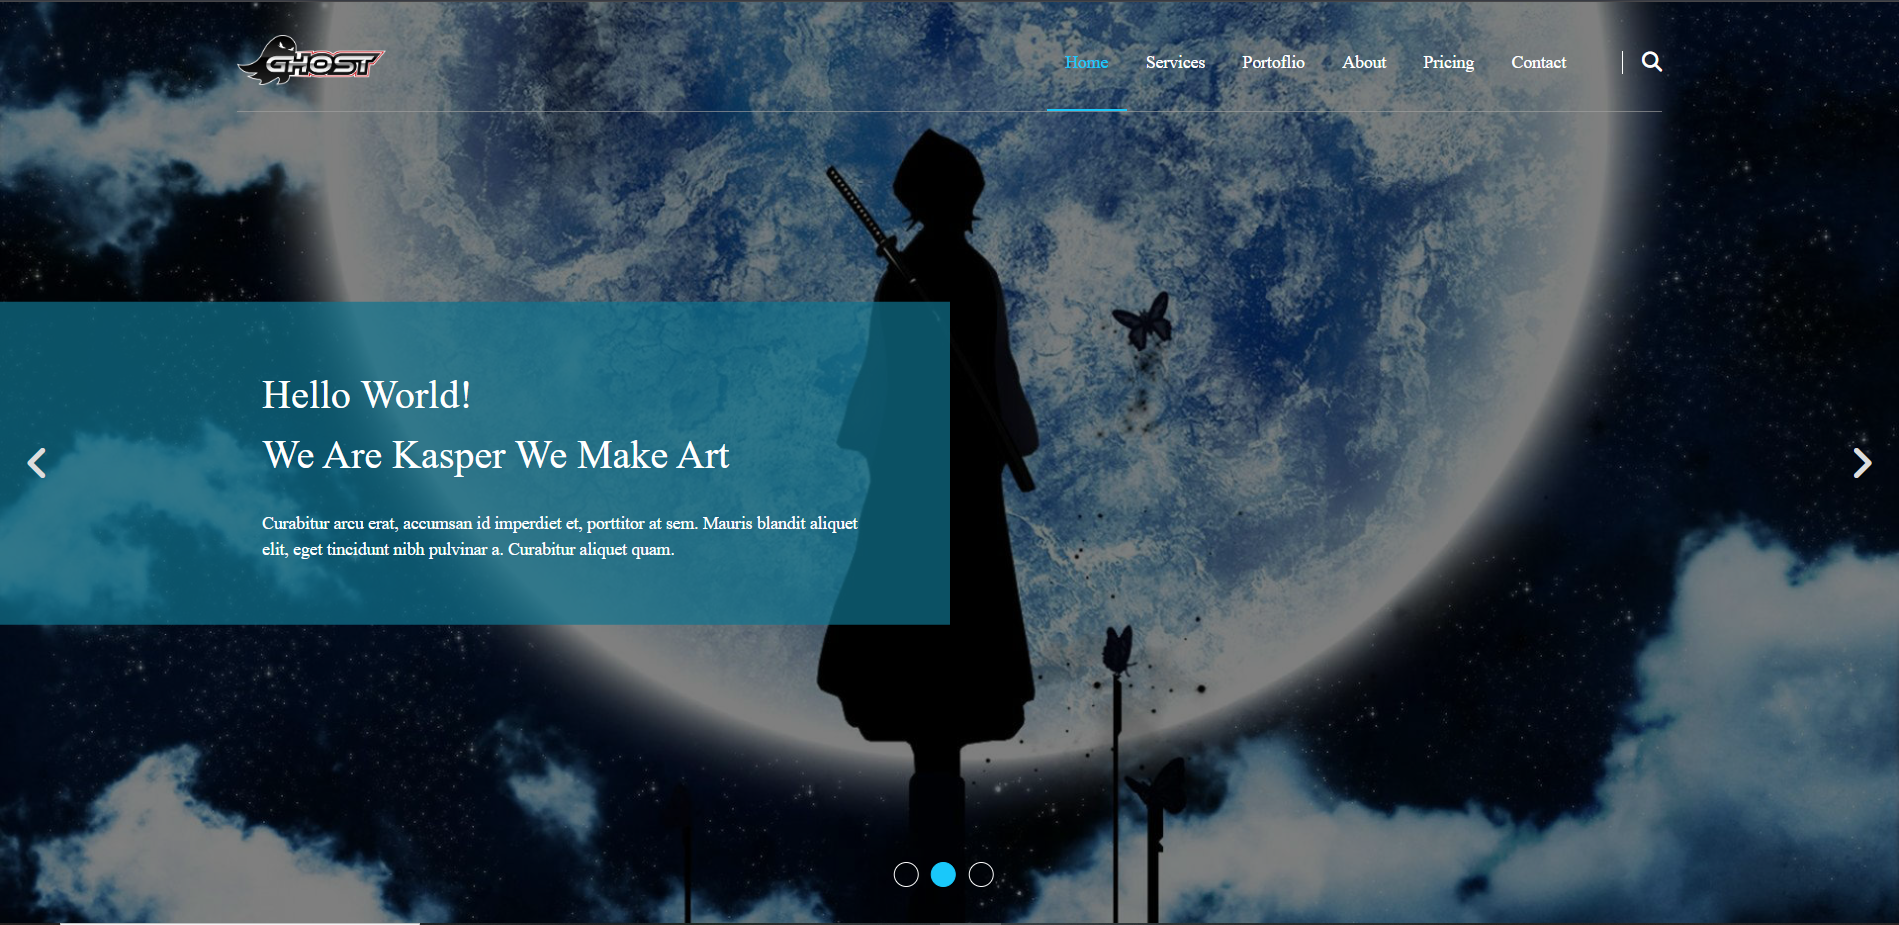 GHOST
Home Services Portoflio About Pricing Contact
Hello World!
We Are Kasper We Make Art
Curabitur arcu erat, accumsan id imperdiet et, porttitor at sem. Mauris blandit aliquet
elit, eget tincidunt nibh pulvinar a. Curabitur aliquet quam.